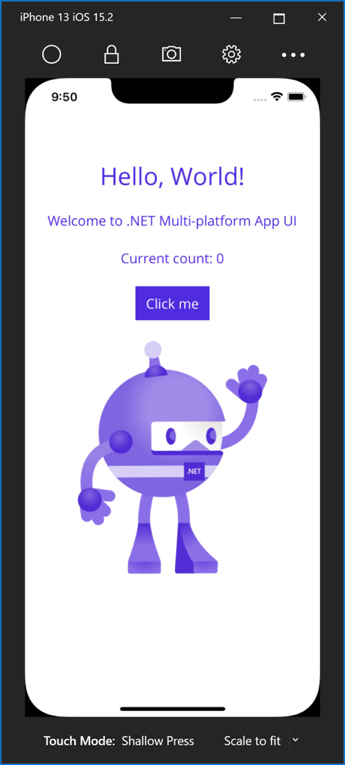 iPhone 13 iOS 15.2
9:50
Hello, World!
Welcome to .NET Multi-platform App UI
Current count: 0
Click me
.NET
Touch Mode: Shallow Press Scale to fit